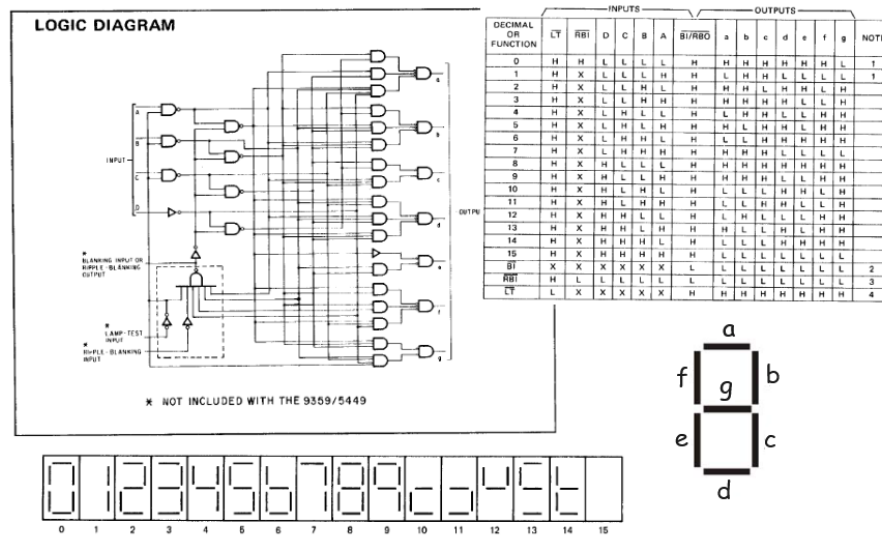 LOGIC DIAGRAM
INPUTS OUTPUTS
DECIMAL OR FUNCTION LT RBI D C B A BI/RBO a b c d e f g NOTE
0 H H L L L L H H H H H H H L 1
1 H X L L L H H L H H L L L L 1
2 H X L L H L H H H L H H L H
3 H X L L H H H H H H H L L H
4 H X L H L L H L H H L L H H
5 H X L H L H H H L H H L H H
6 H X L H H L H L L H H H H H
7 H X L H H H H H H H L L L L
8 H X H L L L H H H H H H H H
9 H X H L L H H H H H L L H H
10 H X H L H L H L L L H H L H
11 H X H L H H H L L H H L L H
12 H X H H L L H L H L L L H H
13 H X H H L H H H L L H L H H
14 H X H H H L H L L L H H H H
15 H X H H H H H L L L L L L L
BI X X X X X X L L L L L L L L 2
RBI H L L L L L L L L L L L L L 3
LT L X X X X X H H H H H H H H 4
INPUT
A
B
C
D
a
b
c
d
e
f
g
OUTPU
*
BLANKING INPUT OR
RIPPLE-BLANKING
OUTPUT
*
LAMP-TEST
INPUT
*
RIPPLE-BLANKING
INPUT
* NOT INCLUDED WITH THE 9359/5449
a
f g b
e c
d
0 1 2 3 4 5 6 7 8 9 10 11 12 13 14 15